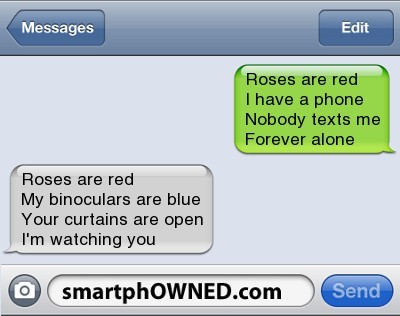 Messages
Edit
Roses are red
I have a phone
Nobody texts me
Forever alone
Roses are red
My binoculars are blue
Your curtains are open
I'm watching you
smartphOWNED.com
Send